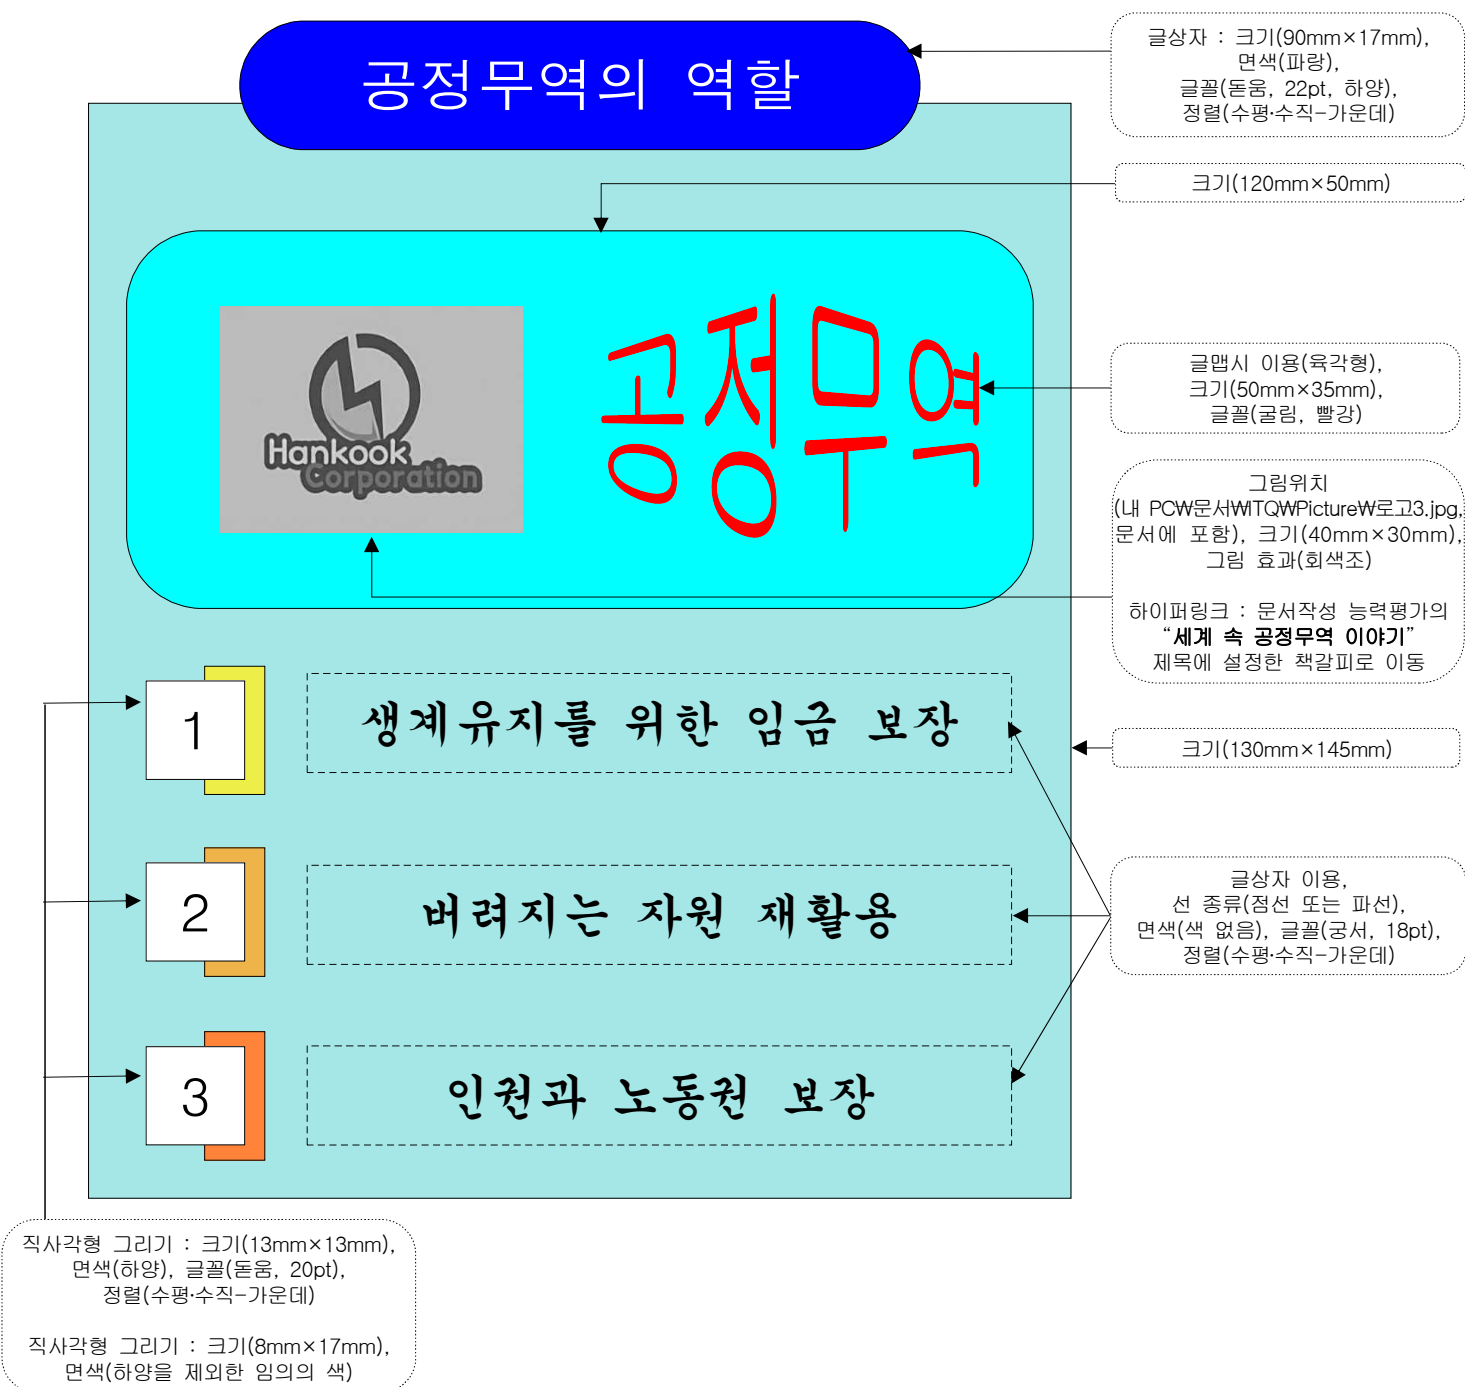 공정무역의 역할
글상자 : 크기(90mm×17mm),
면색(파랑),
글꼴(돋움, 22pt, 하양),
정렬(수평·수직-가운데)
크기(120mm×50mm)
공정무역
Hankook
Corporation
글맵시 이용(육각형),
크기(50mm×35mm),
글꼴(굴림, 빨강)
그림위치
(내 PC₩문서₩ITQ₩Picture₩로고3.jpg,
문서에 포함), 크기(40mm×30mm),
그림 효과(회색조)
하이퍼링크 : 문서작성 능력평가의
“세계 속 공정무역 이야기”
제목에 설정한 책갈피로 이동
1
생계유지를 위한 임금 보장
크기(130mm×145mm)
2
버려지는 자원 재활용
글상자 이용,
선 종류(점선 또는 파선),
면색(색 없음), 글꼴(궁서, 18pt),
정렬(수평·수직-가운데)
3
인권과 노동권 보장
직사각형 그리기 : 크기(13mm×13mm),
면색(하양), 글꼴(돋움, 20pt),
정렬(수평·수직-가운데)
직사각형 그리기 : 크기(8mm×17mm),
면색(하양을 제외한 임의의 색)